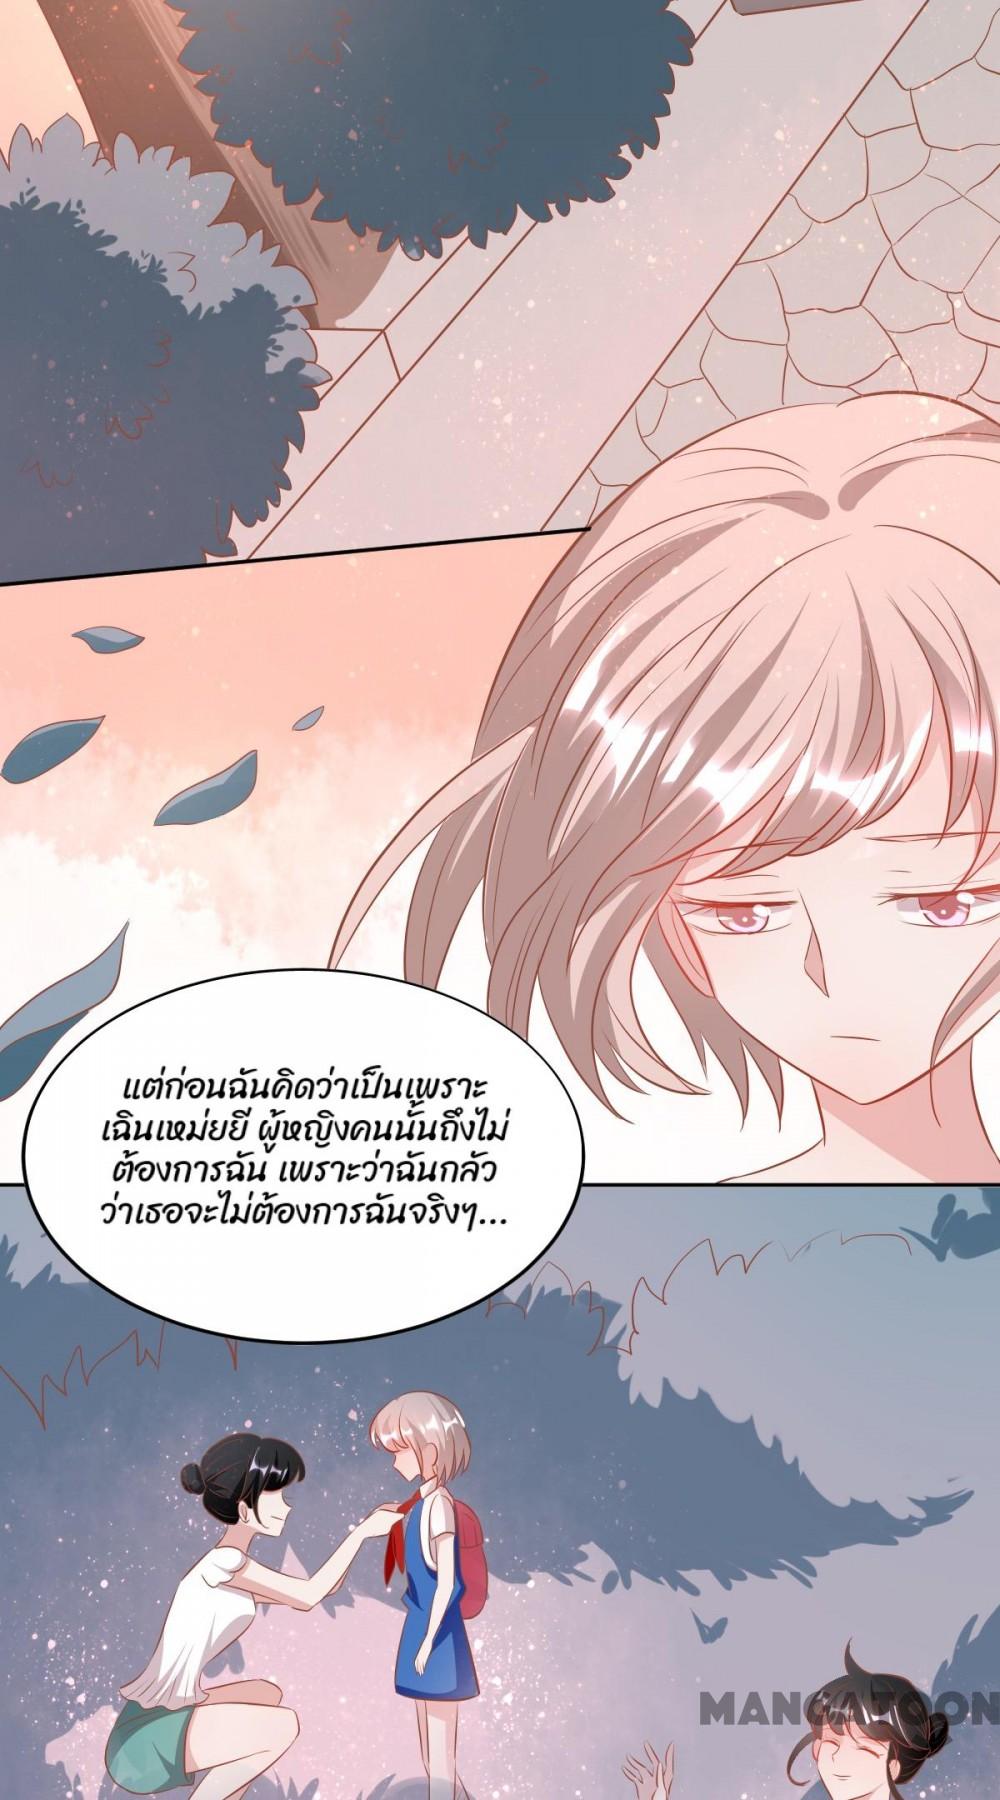 แต่ก่อนฉันคิดว่าเป็นเพราะ
เฉินเหม่ยยี ผู้หญิงคนนั้นถึงไม่
ต้องการฉัน เพราะว่าฉันกลัว
ว่าเธอจะไม่ต้องการฉันจริงๆ...
MANGATOON